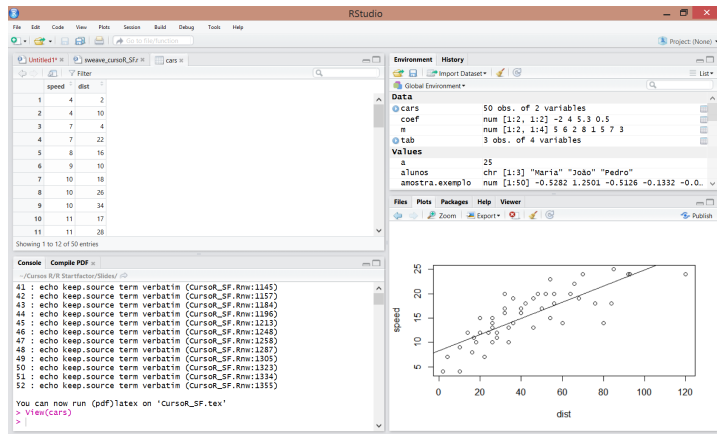 RStudio
File Edit Code View Plots Session Build Debug Tools Help
Go to file/function
Project: (None)
Untitled1* sweave_cursoR_SF.r cars
Filter
speed dist
1 4 2
2 4 10
3 7 4
4 7 22
5 8 16
6 9 10
7 10 18
8 10 26
9 10 34
10 11 17
11 11 28
Showing 1 to 12 of 50 entries
Console Compile PDF
~/Cursos R/R Startfactor/Slides/
41 : echo keep.source term verbatim (CursoR_SF.Rnw:1145)
42 : echo keep.source term verbatim (CursoR_SF.Rnw:1157)
43 : echo keep.source term verbatim (CursoR_SF.Rnw:1184)
44 : echo keep.source term verbatim (CursoR_SF.Rnw:1196)
45 : echo keep.source term verbatim (CursoR_SF.Rnw:1213)
46 : echo keep.source term verbatim (CursoR_SF.Rnw:1248)
47 : echo keep.source term verbatim (CursoR_SF.Rnw:1258)
48 : echo keep.source term verbatim (CursoR_SF.Rnw:1287)
49 : echo keep.source term verbatim (CursoR_SF.Rnw:1305)
50 : echo keep.source term verbatim (CursoR_SF.Rnw:1323)
51 : echo keep.source term verbatim (CursoR_SF.Rnw:1334)
52 : echo keep.source term verbatim (CursoR_SF.Rnw:1355)
You can now run (pdf)latex on ‘CursoR_SF.tex’
> View(cars)
>
Environment History
Import Dataset List
Global Environment
Data
cars 50 obs. of 2 variables
coef num [1:2, 1:2] -2 4 5.3 0.5
m num [1:2, 1:4] 5 6 2 8 1 5 7 3
tab 3 obs. of 4 variables
Values
a 25
alunos chr [1:3] "Maria" "João" "Pedro"
amostra.exemplo num [1:50] -0.5282 1.2501 -0.5126 -0.1332 -0.0…
Files Plots Packages Help Viewer
Zoom Export Publish
25
20
15
10
5
speed
0 20 40 60 80 100 120
dist